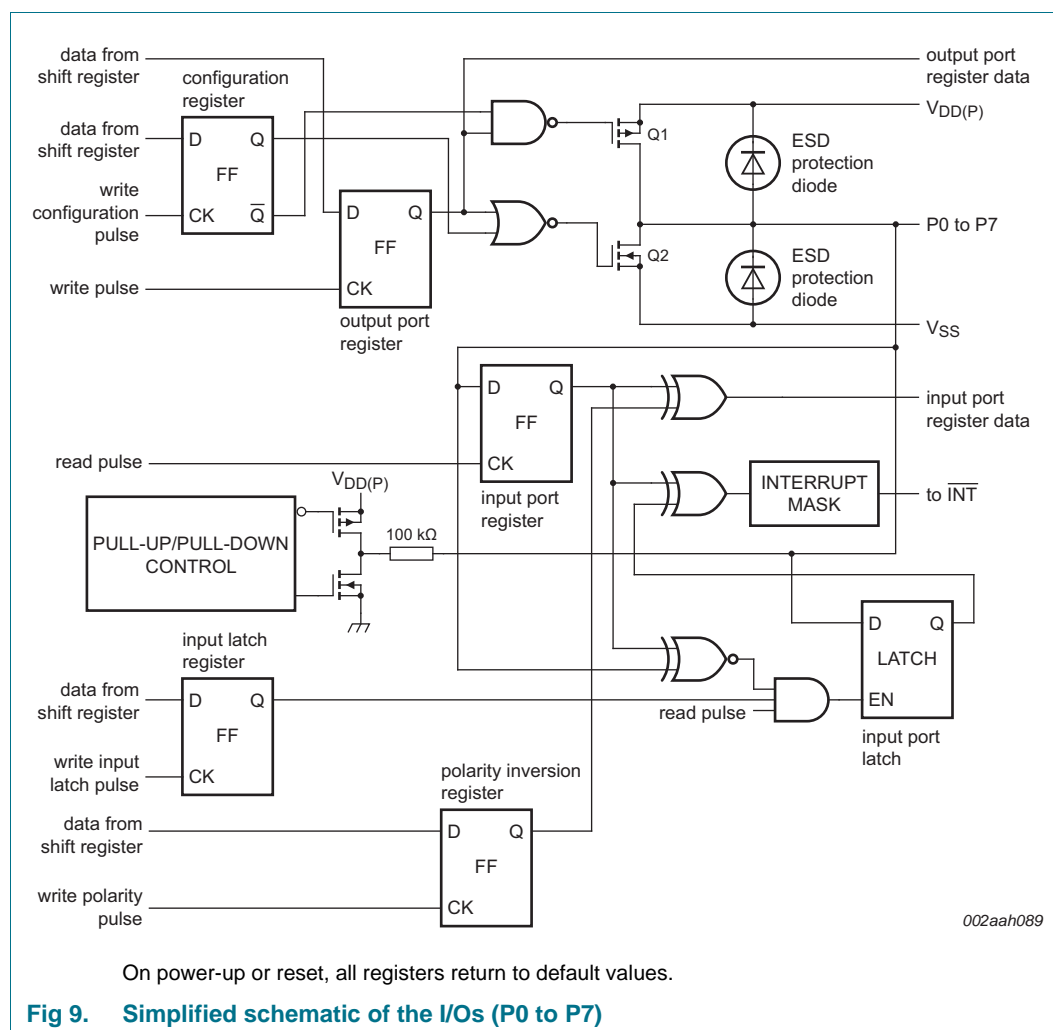 data from
shift register
configuration
register
data from
shift register
D
Q
FF
write
configuration
pulse
CK
Q
D
Q
FF
CK
write pulse
output port
register
output port
register data
VDD(P)
Q1
ESD
protection
diode
P0 to P7
Q2
ESD
protection
diode
VSS
D
Q
FF
CK
read pulse
input port
register
input port
register data
INTERRUPT
MASK
to INT
VDD(P)
PULL-UP/PULL-DOWN
CONTROL
100 kΩ
input latch
register
data from
shift register
D
Q
FF
write input
latch pulse
CK
read pulse
D
Q
LATCH
EN
input port
latch
polarity inversion
register
data from
shift register
D
Q
FF
write polarity
pulse
CK
002aah089
On power-up or reset, all registers return to default values.
Fig 9. Simplified schematic of the I/Os (P0 to P7)